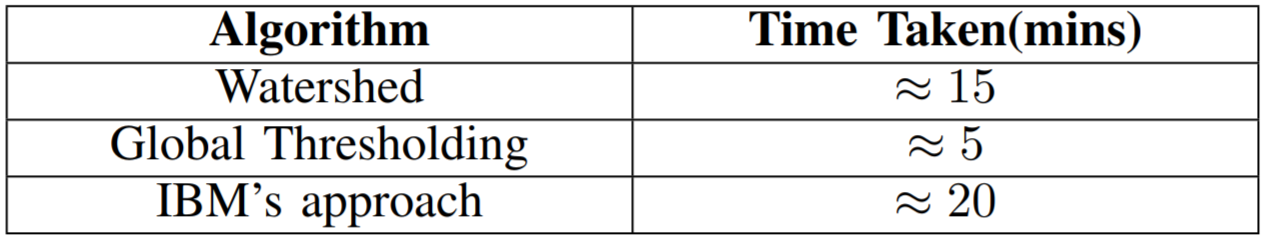 Algorithm Time Taken(mins)
Watershed ≈ 15
Global Thresholding ≈ 5
IBM's approach ≈ 20